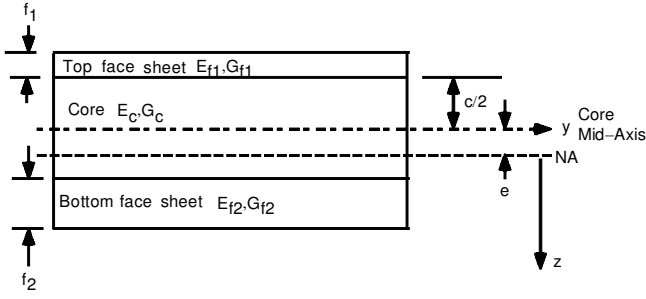 f1
Top face sheet Ef1,Gf1
Core Ec,Gc
c/2
y
Core
Mid–Axis
NA
e
Bottom face sheet Ef2,Gf2
z
f2